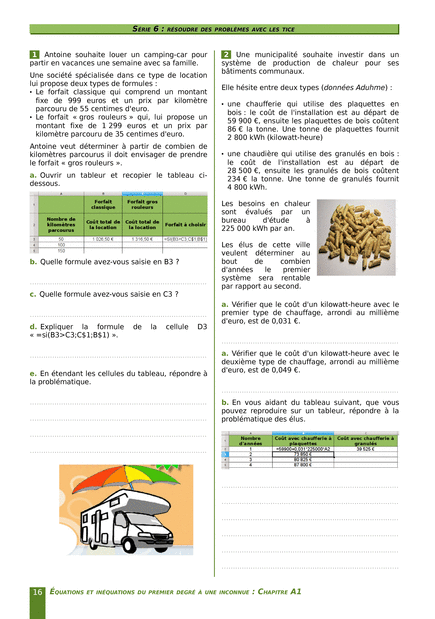 SÉRIE 6 : RÉSOUDRE DES PROBLÈMES AVEC LES TICE
1 Antoine souhaite louer un camping-car pour
partir en vacances une semaine avec sa famille.
Une société spécialisée dans ce type de location
lui propose deux types de formules :
• Le forfait classique qui comprend un montant
fixe de 999 euros et un prix par kilomètre
parcouru de 55 centimes d'euro.
• Le forfait « gros rouleurs » qui, lui propose un
montant fixe de 1 299 euros et un prix par
kilomètre parcouru de 35 centimes d'euro.
Antoine veut déterminer à partir de combien de
kilomètres parcourus il doit envisager de prendre
le forfait « gros rouleurs ».
a. Ouvrir un tableur et recopier le tableau ci-
dessous.
Forfait classique Forfait gros rouleurs
Nombre de kilomètres parcourus Coût total de la location Coût total de la location Forfait à choisir
50 1 026,50 € 1 316,50 € =SI(B3>C3;C$1;B$1)
100
150
b. Quelle formule avez-vous saisie en B3 ?
c. Quelle formule avez-vous saisie en C3 ?
d. Expliquer la formule de la cellule D3
« =si(B3>C3;C$1;B$1) ».
e. En étendant les cellules du tableau, répondre à
la problématique.
2 Une municipalité souhaite investir dans un
système de production de chaleur pour ses
bâtiments communaux.
Elle hésite entre deux types (données Aduhme) :
• une chaufferie qui utilise des plaquettes en
bois : le coût de l'installation est au départ de
59 900 €, ensuite les plaquettes de bois coûtent
86 € la tonne. Une tonne de plaquettes fournit
2 800 kWh (kilowatt-heure)
• une chaudière qui utilise des granulés en bois :
le coût de l'installation est au départ de
28 500 €, ensuite les granulés de bois coûtent
234 € la tonne. Une tonne de granulés fournit
4 800 kWh.
Les besoins en chaleur
sont évalués par un
bureau d'étude à
225 000 kWh par an.
Les élus de cette ville
veulent déterminer au
bout de combien
d'années le premier
système sera rentable
par rapport au second.
a. Vérifier que le coût d'un kilowatt-heure avec le
premier type de chauffage, arrondi au millième
d'euro, est de 0,031 €.
a. Vérifier que le coût d'un kilowatt-heure avec le
deuxième type de chauffage, arrondi au millième
d'euro, est de 0,049 €.
b. En vous aidant du tableau suivant, que vous
pouvez reproduire sur un tableur, répondre à la
problématique des élus.
Nombre d'années Coût avec chaufferie à plaquettes Coût avec chaufferie à granulés
1 =59900+0,031*225000*A2 39 525 €
2 73 850 €
3 80 825 €
4 87 800 €
16 ÉQUATIONS ET INÉQUATIONS DU PREMIER DEGRÉ A UNE INCONNUE : CHAPITRE A1